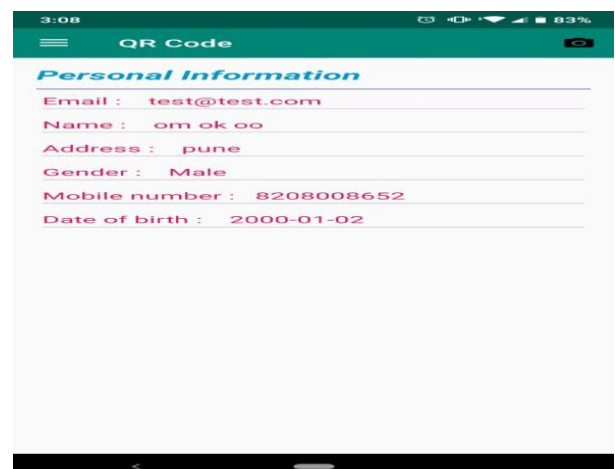 3:08 83%
QR Code
Personal Information
Email : test@test.com
Name : om ok oo
Address : pune
Gender : Male
Mobile number : 8208008652
Date of birth : 2000-01-02